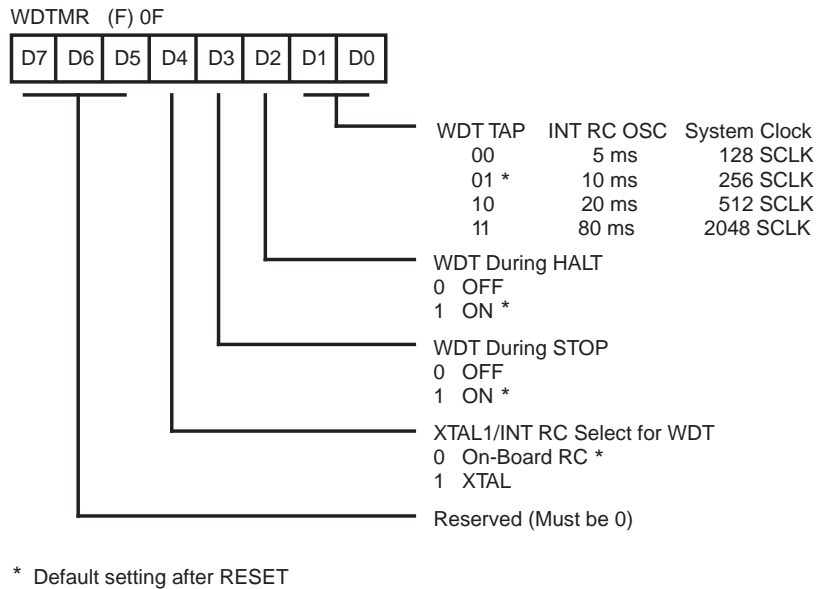 WDTMR (F) 0F
D7 D6 D5 D4 D3 D2 D1 D0
WDT TAP INT RC OSC System Clock
00 5 ms 128 SCLK
01 * 10 ms 256 SCLK
10 20 ms 512 SCLK
11 80 ms 2048 SCLK
WDT During HALT
0 OFF
1 ON *
WDT During STOP
0 OFF
1 ON *
XTAL1/INT RC Select for WDT
0 On-Board RC *
1 XTAL
Reserved (Must be 0)
* Default setting after RESET